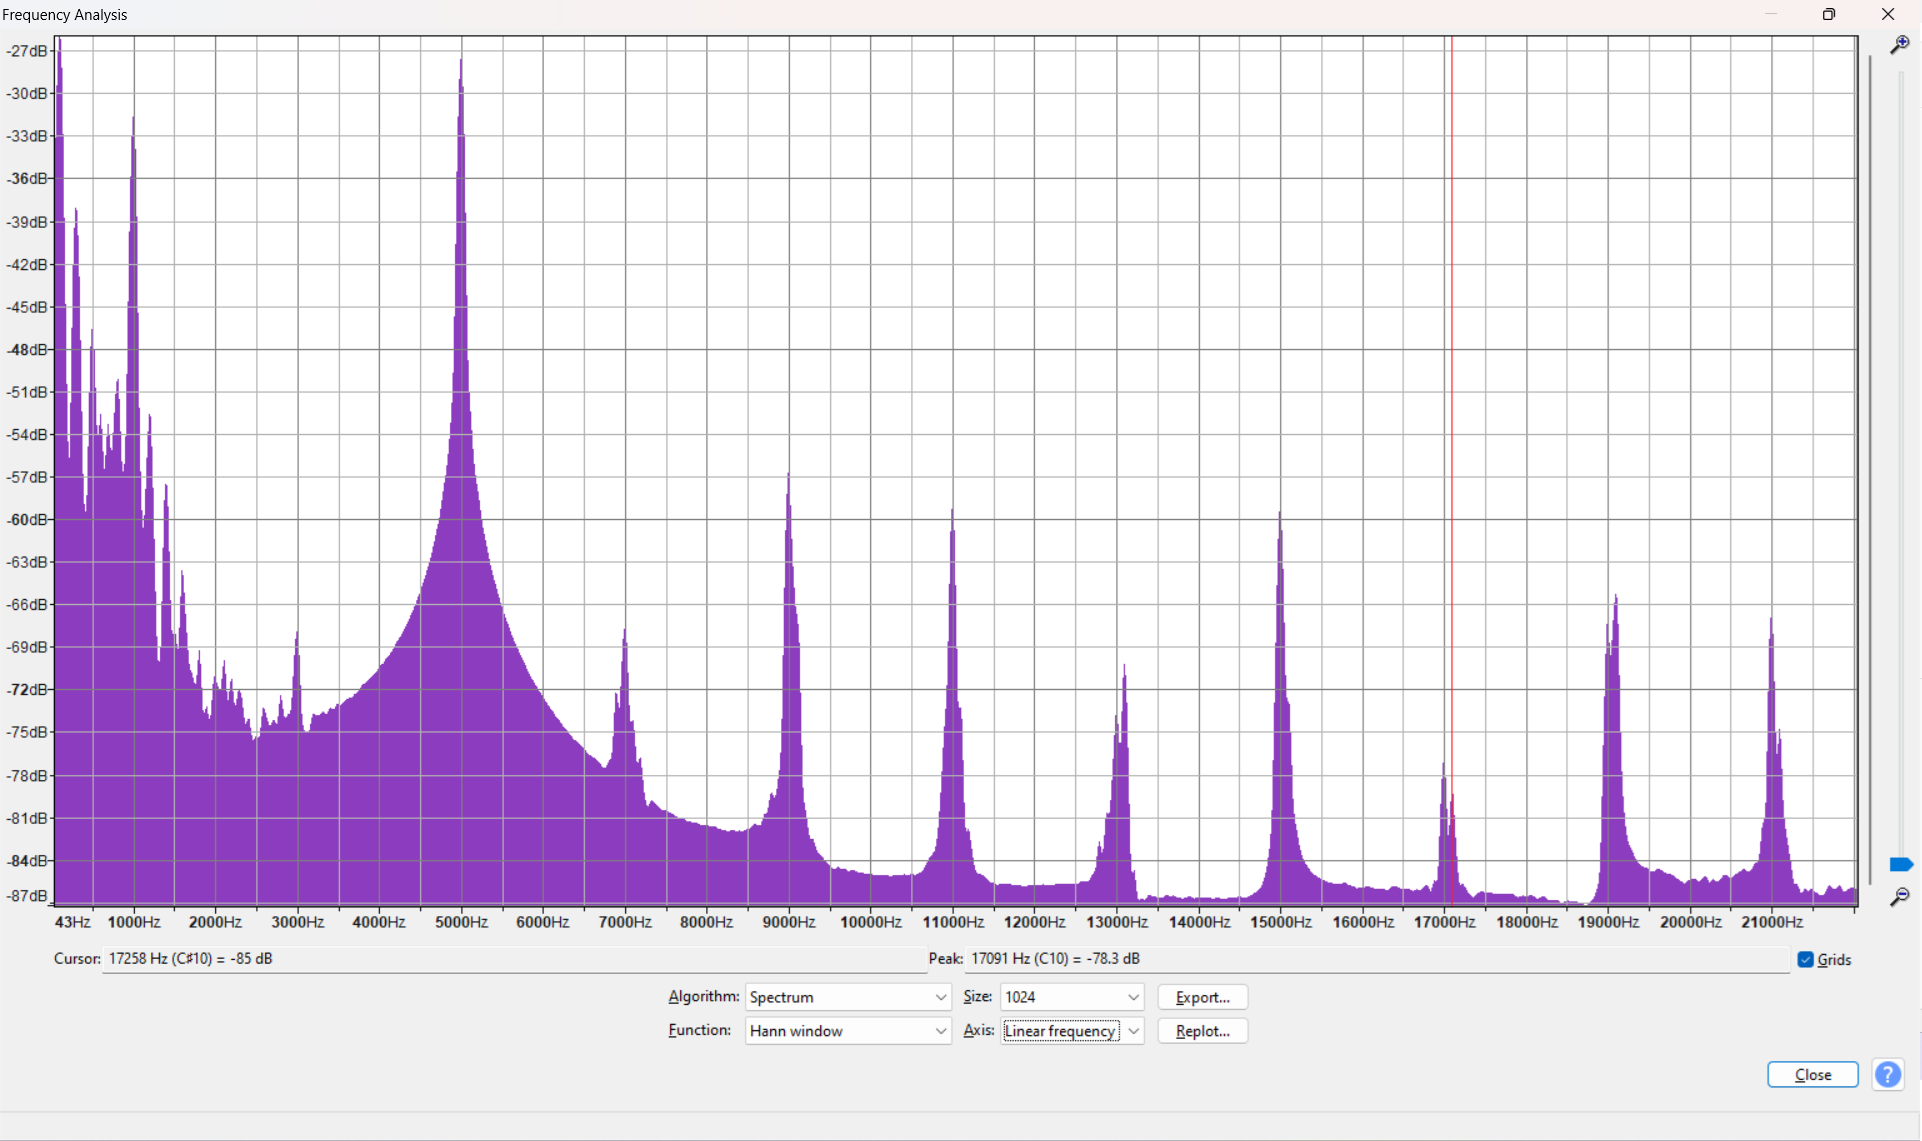 Frequency Analysis
-27dB
-30dB
-33dB
-36dB
-39dB
-42dB
-45dB
-48dB
-51dB
-54dB
-57dB
-60dB
-63dB
-66dB
-69dB
-72dB
-75dB
-78dB
-81dB
-84dB
-87dB
43Hz 1000Hz 2000Hz 3000Hz 4000Hz 5000Hz 6000Hz 7000Hz 8000Hz 9000Hz 10000Hz 11000Hz 12000Hz 13000Hz 14000Hz 15000Hz 16000Hz 17000Hz 18000Hz 19000Hz 20000Hz 21000Hz
Cursor: 17258 Hz (C♯10) = -85 dB Peak: 17091 Hz (C10) = -78.3 dB Grids
Algorithm: Spectrum Size: 1024 Export...
Function: Hann window Axis: Linear frequency Replot...
Close ?